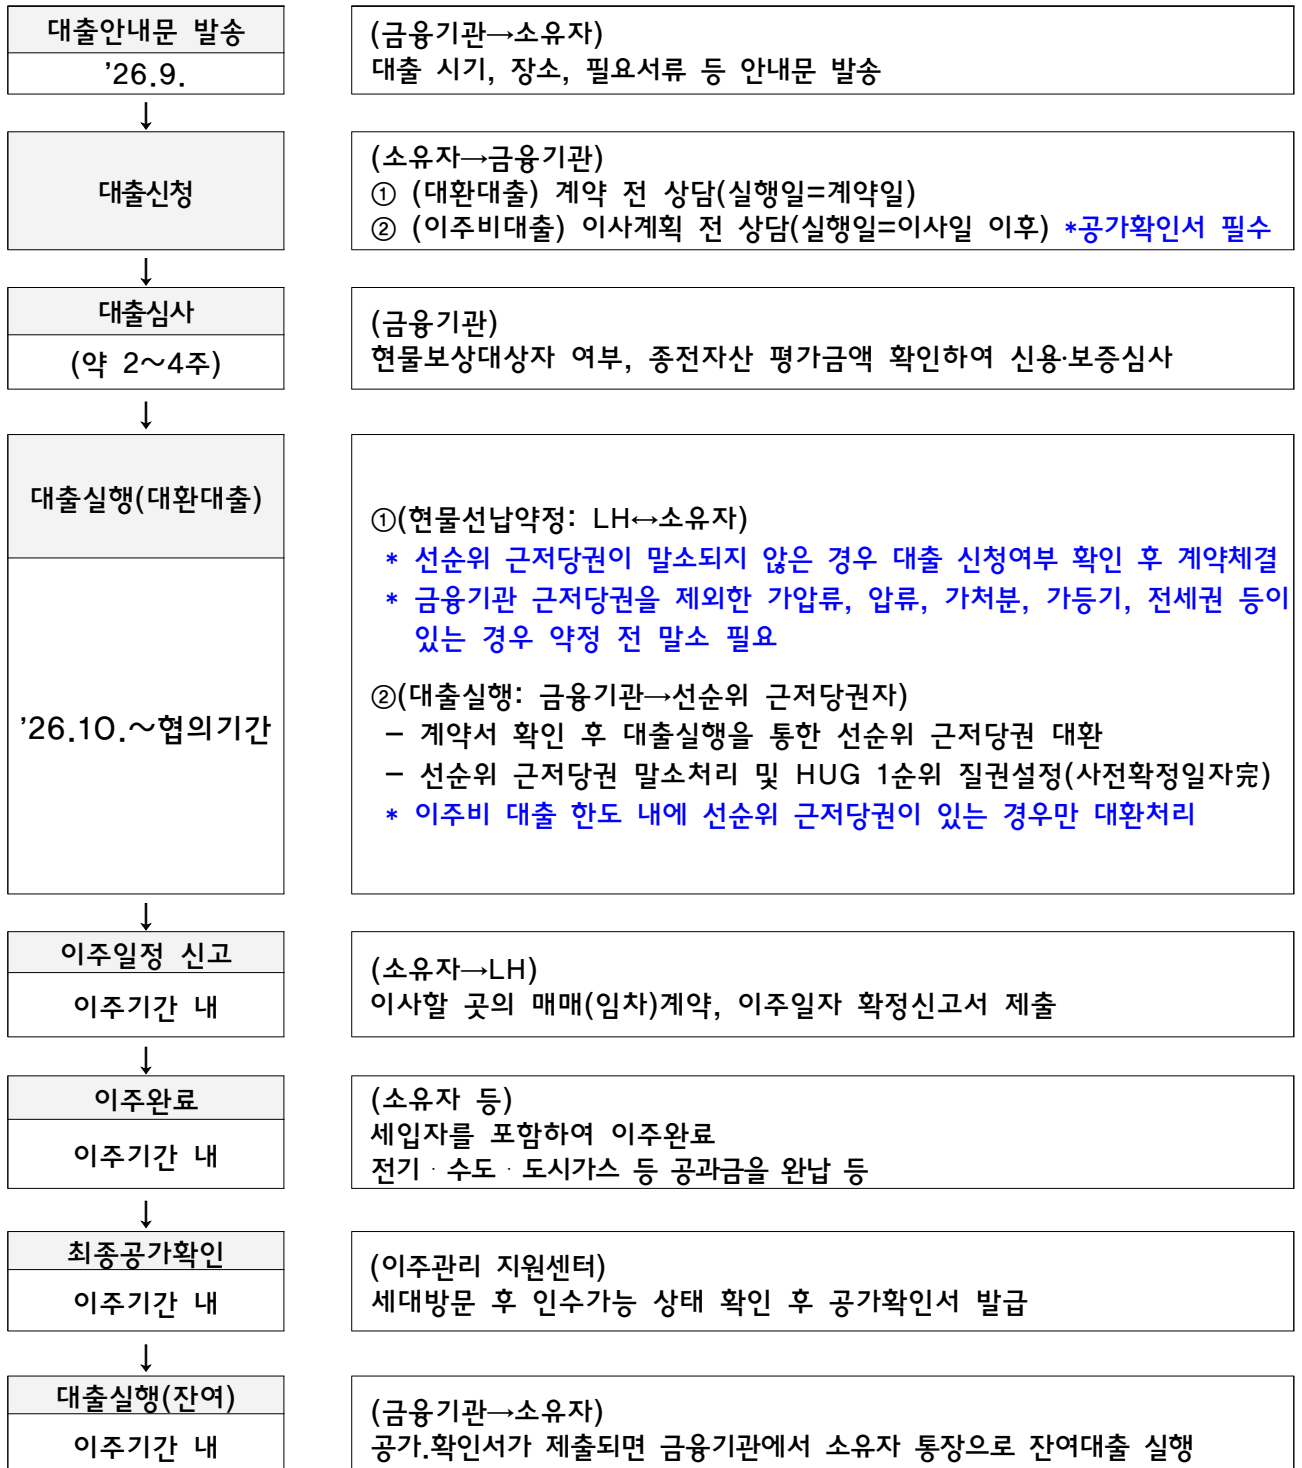 대출안내문 발송
’26.9.
(금융기관→소유자)
대출 시기, 장소, 필요서류 등 안내문 발송
↓
대출신청
(소유자→금융기관)
① (대환대출) 계약 전 상담(실행일=계약일)
② (이주비대출) 이사계획 전 상담(실행일=이사일 이후) *공가확인서 필수
↓
대출심사
(약 2~4주)
(금융기관)
현물보상대상자 여부, 종전자산 평가금액 확인하여 신용·보증심사
↓
대출실행(대환대출)
’26.10.~협의기간
①(현물선납약정: LH↔소유자)
* 선순위 근저당권이 말소되지 않은 경우 대출 신청여부 확인 후 계약체결
* 금융기관 근저당권을 제외한 가압류, 압류, 가처분, 가등기, 전세권 등이
있는 경우 약정 전 말소 필요
②(대출실행: 금융기관→선순위 근저당권자)
- 계약서 확인 후 대출실행을 통한 선순위 근저당권 대환
- 선순위 근저당권 말소처리 및 HUG 1순위 질권설정(사전확정일자完)
* 이주비 대출 한도 내에 선순위 근저당권이 있는 경우만 대환처리
↓
이주일정 신고
이주기간 내
(소유자→LH)
이사할 곳의 매매(임차)계약, 이주일자 확정신고서 제출
↓
이주완료
이주기간 내
(소유자 등)
세입자를 포함하여 이주완료
전기·수도·도시가스 등 공과금을 완납 등
↓
최종공가확인
이주기간 내
(이주관리 지원센터)
세대방문 후 인수가능 상태 확인 후 공가확인서 발급
↓
대출실행(잔여)
이주기간 내
(금융기관→소유자)
공가.확인서가 제출되면 금융기관에서 소유자 통장으로 잔여대출 실행